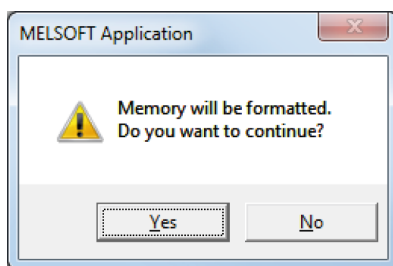 MELSOFT Application
Memory will be formatted.
Do you want to continue?
Yes
No